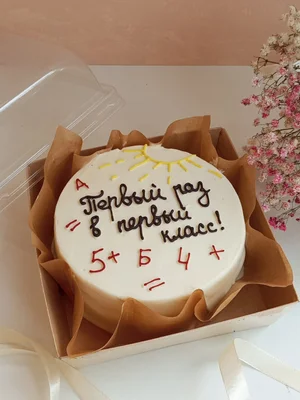 А
Первый раз
в первый
класс!
5+ Б 4+